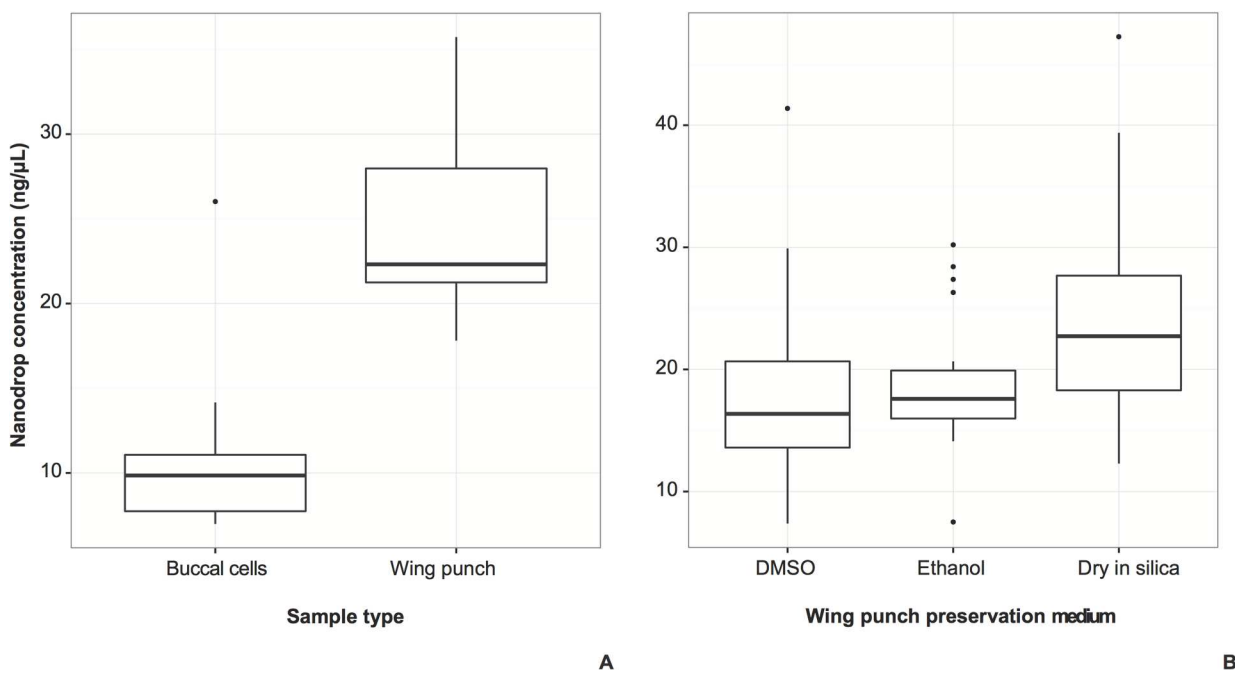 Nanodrop concentration (ng/µL)
30
20
10
Buccal cells
Wing punch
Sample type
A
40
30
20
10
DMSO
Ethanol
Dry in silica
Wing punch preservation medium
B